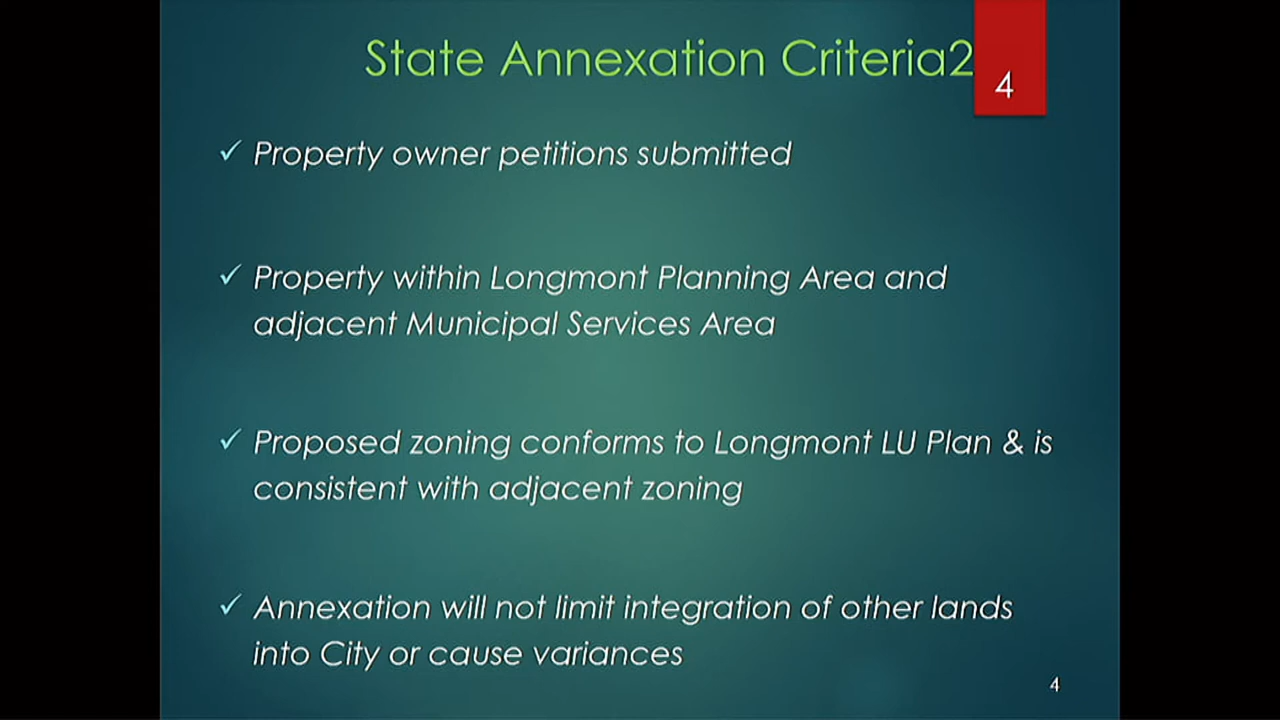 State Annexation Criteria2
4
Property owner petitions submitted
Property within Longmont Planning Area and
adjacent Municipal Services Area
Proposed zoning conforms to Longmont LU Plan & is
consistent with adjacent zoning
Annexation will not limit integration of other lands
into City or cause variances
4